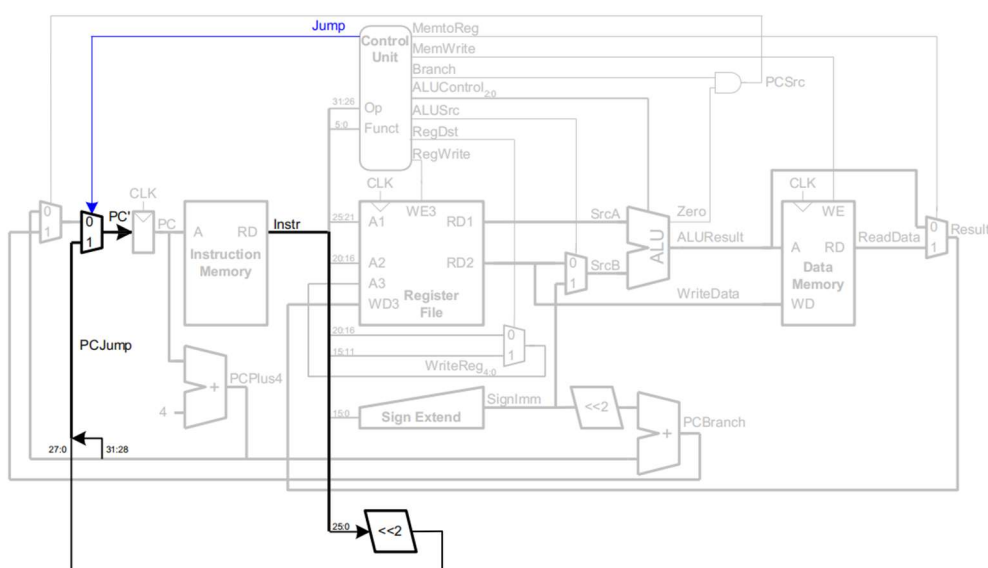 Jump
Control
Unit
MemtoReg
MemWrite
Branch
ALUControl2:0
ALUSrc
RegDst
RegWrite
PCSrc
31:26
Op
5:0
Funct
CLK
CLK
CLK
0
1
0
1
PC'
PC
A
RD
Instruction
Memory
Instr
25:21
A1
WE3
RD1
20:16
A2
RD2
A3
WD3
Register
File
SrcA
0
1
SrcB
ALU
Zero
ALUResult
WriteData
WE
A
RD
Data
Memory
WD
ReadData
0
1
Result
PCJump
20:16
15:11
0
1
WriteReg4:0
PCPlus4
+
4
15:0
Sign Extend
SignImm
<<2
+
PCBranch
27:0
31:28
25:0
<<2